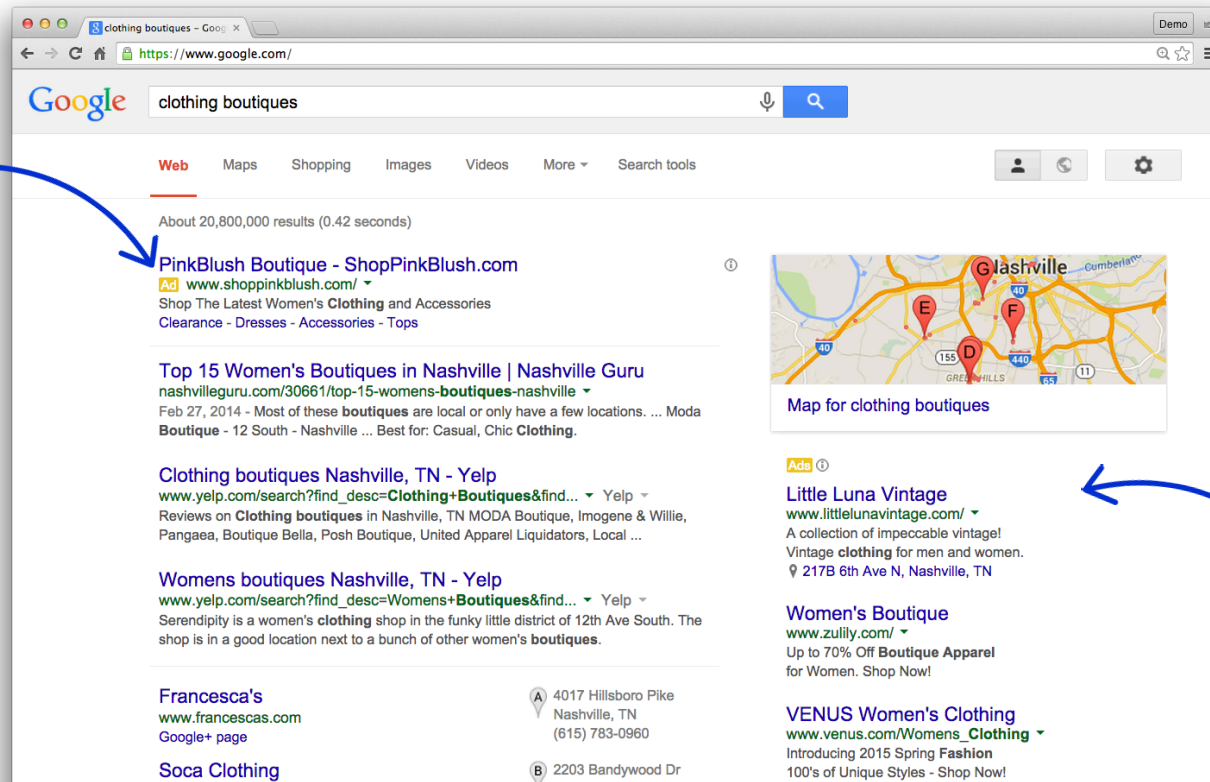 clothing boutiques - Goog
Demo
https://www.google.com/
Google
clothing boutiques
Web Maps Shopping Images Videos More Search tools
About 20,800,000 results (0.42 seconds)
PinkBlush Boutique - ShopPinkBlush.com
Ad www.shoppinkblush.com/
Shop The Latest Women's Clothing and Accessories
Clearance - Dresses - Accessories - Tops
Top 15 Women's Boutiques in Nashville | Nashville Guru
nashvilleguru.com/30661/top-15-womens-boutiques-nashville
Feb 27, 2014 - Most of these boutiques are local or only have a few locations. ... Moda
Boutique - 12 South - Nashville ... Best for: Casual, Chic Clothing.
Clothing boutiques Nashville, TN - Yelp
www.yelp.com/search?find_desc=Clothing+Boutiques&find... Yelp
Reviews on Clothing boutiques in Nashville, TN MODA Boutique, Imogene & Willie,
Pangaea, Boutique Bella, Posh Boutique, United Apparel Liquidators, Local ...
Womens boutiques Nashville, TN - Yelp
www.yelp.com/search?find_desc=Womens+Boutiques&find... Yelp
Serendipity is a women's clothing shop in the funky little district of 12th Ave South. The
shop is in a good location next to a bunch of other women's boutiques.
Francesca's
www.francescas.com
Google+ page
A 4017 Hillsboro Pike
Nashville, TN
(615) 783-0960
Soca Clothing
B 2203 Bandywood Dr
G Nashville Cumberland
40
E F
40
155 D 440
GREEN HILLS 65 11
Map for clothing boutiques
Ads
Little Luna Vintage
www.littlelunavintage.com/
A collection of impeccable vintage!
Vintage clothing for men and women.
217B 6th Ave N, Nashville, TN
Women's Boutique
www.zulily.com/
Up to 70% Off Boutique Apparel
for Women. Shop Now!
VENUS Women's Clothing
www.venus.com/Womens_Clothing
Introducing 2015 Spring Fashion
100's of Unique Styles - Shop Now!